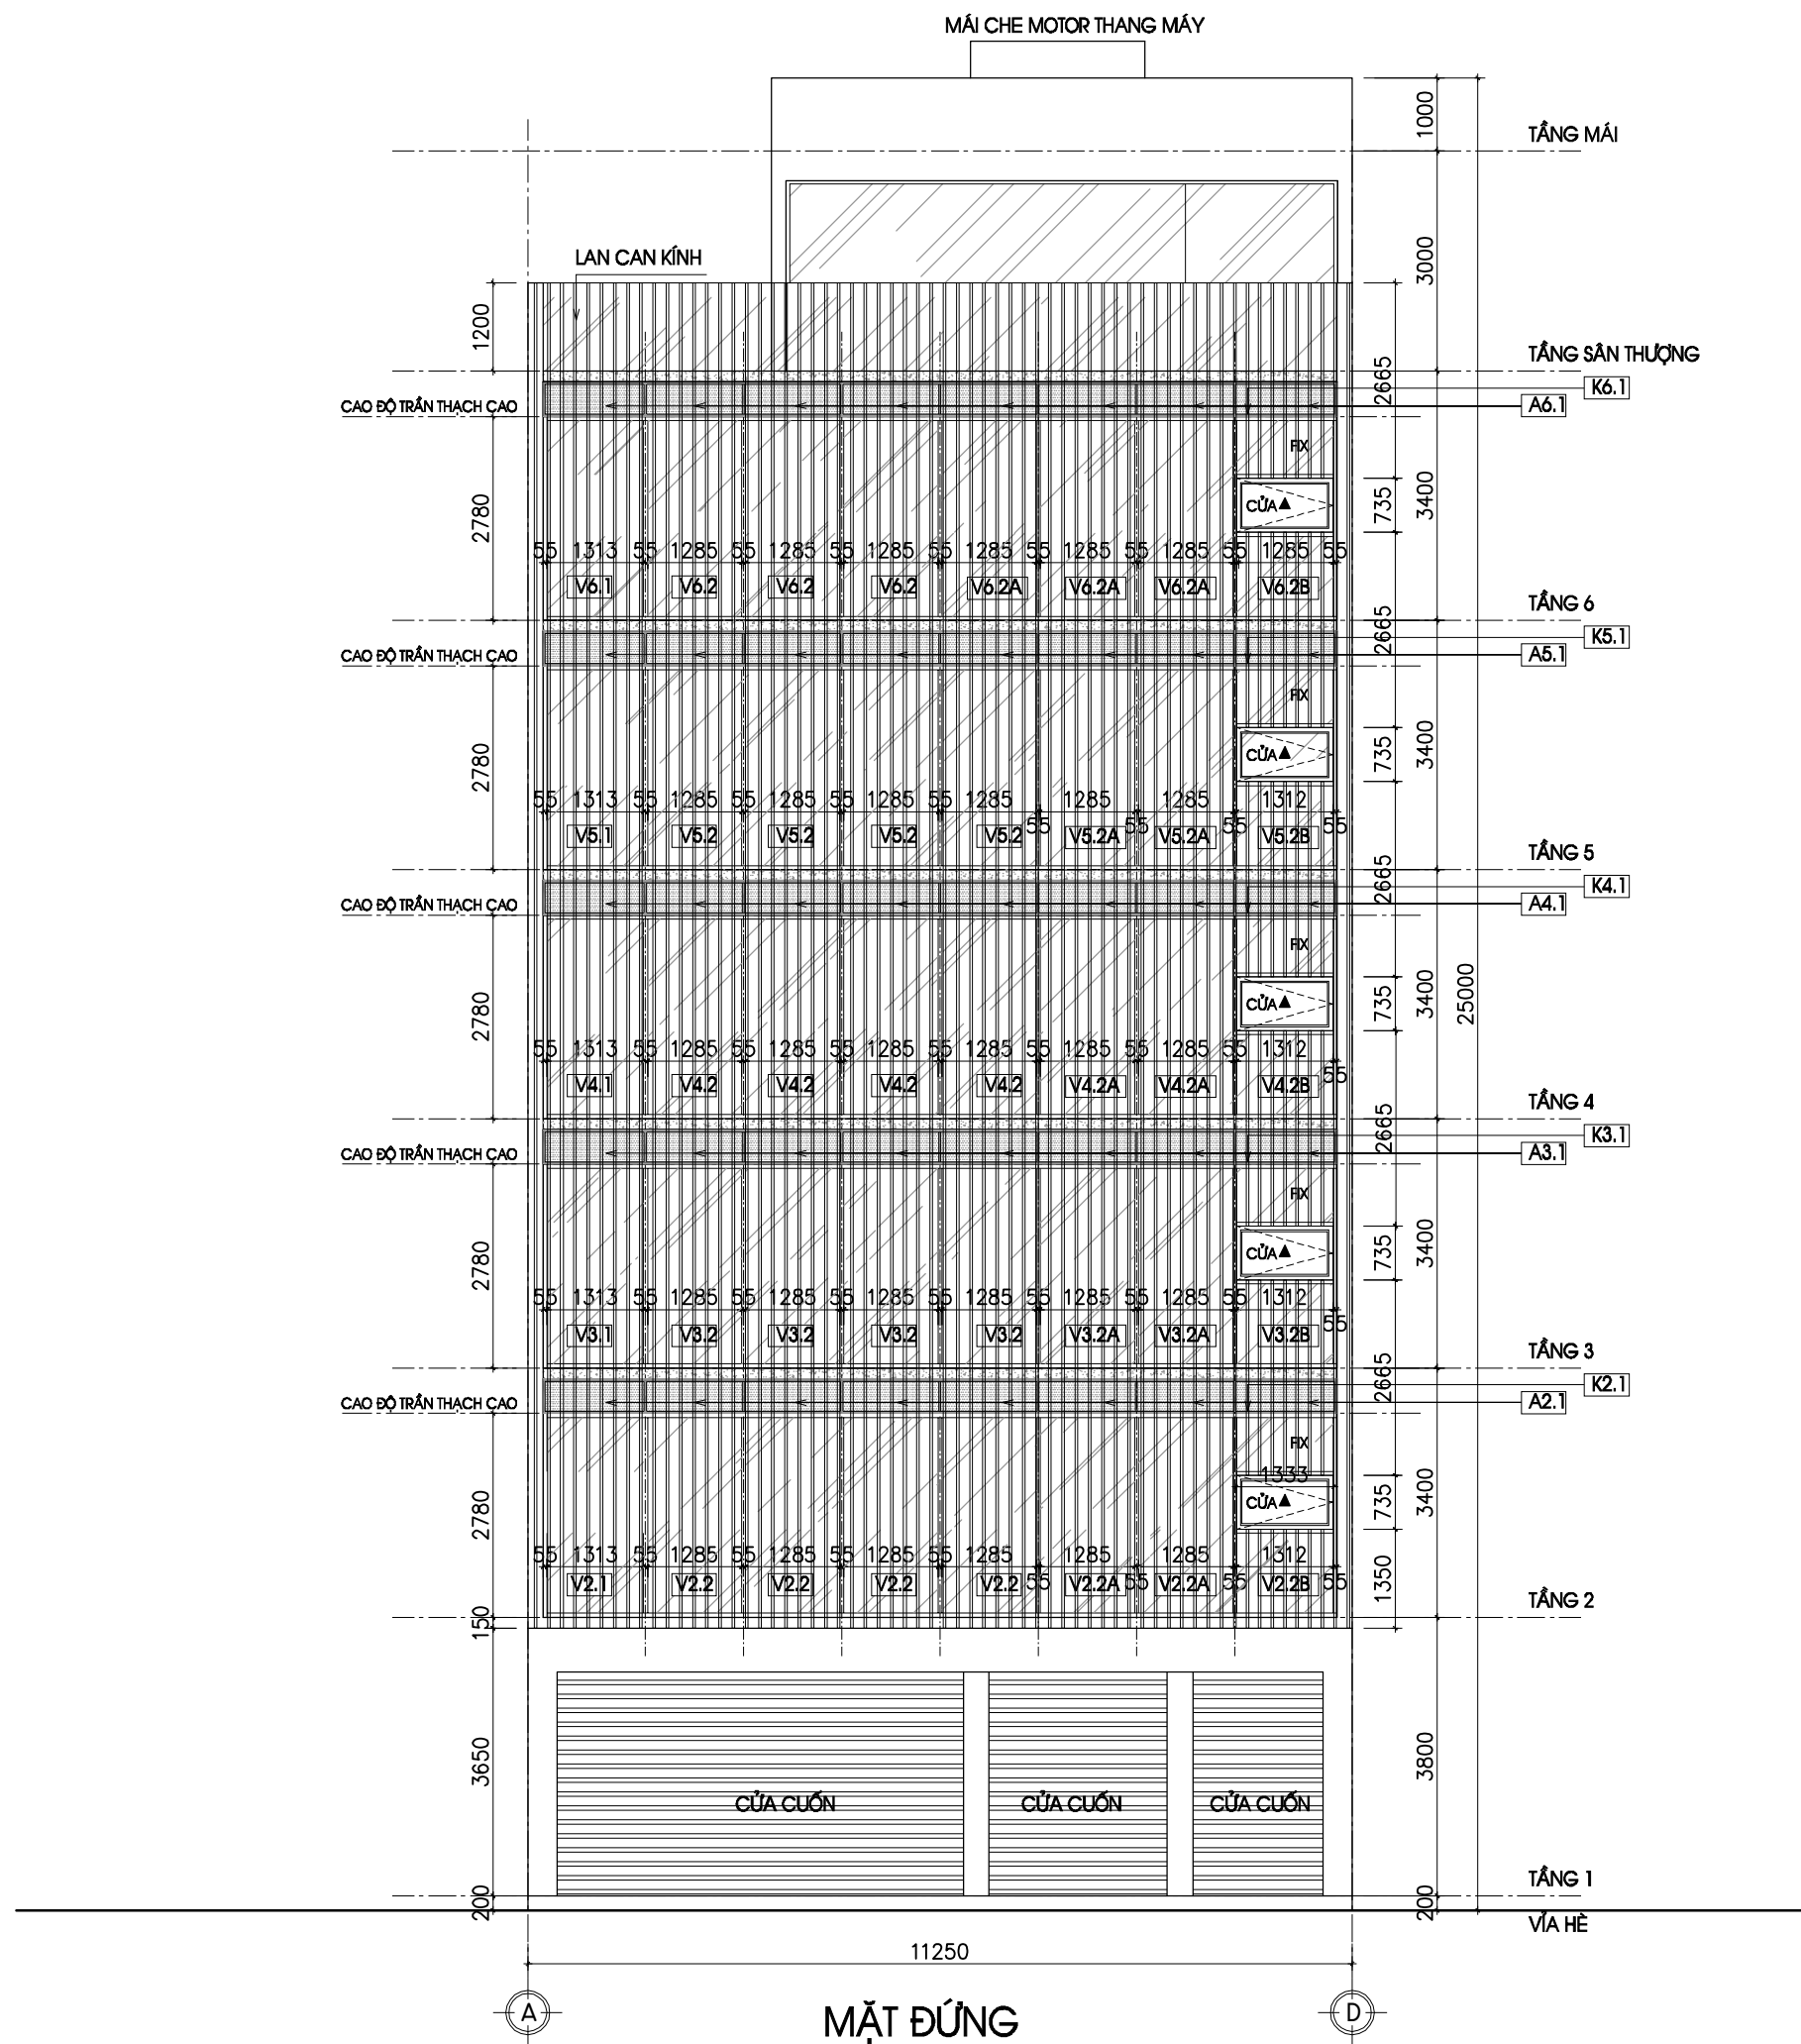 MÁI CHE MOTOR THANG MÁY
1000
TẦNG MÁI
3000
LAN CAN KÍNH
1200
TẦNG SÂN THƯỢNG
2665
K6.1
CAO ĐỘ TRẦN THẠCH CAO
A6.1
FIX
2780
CỬA
735
3400
55 1313 55 1285 55 1285 55 1285 55 1285 55 1285 55 1285 55 1285 55
V6.1 V6.2 V6.2 V6.2 V6.2A V6.2A V6.2A V6.2B
TẦNG 6
2665
K5.1
CAO ĐỘ TRẦN THẠCH CAO
A5.1
FIX
2780
CỬA
735
3400
55 1313 55 1285 55 1285 55 1285 55 1285 55 1285 55 1285 55 1312 55
V5.1 V5.2 V5.2 V5.2 V5.2 V5.2A V5.2A V5.2B
TẦNG 5
2665
K4.1
CAO ĐỘ TRẦN THẠCH CAO
A4.1
FIX
2780
CỬA
735
3400
25000
55 1313 55 1285 55 1285 55 1285 55 1285 55 1285 55 1285 55 1312 55
V4.1 V4.2 V4.2 V4.2 V4.2 V4.2A V4.2A V4.2B
TẦNG 4
2665
K3.1
CAO ĐỘ TRẦN THẠCH CAO
A3.1
FIX
2780
CỬA
735
3400
55 1313 55 1285 55 1285 55 1285 55 1285 55 1285 55 1285 55 1312 55
V3.1 V3.2 V3.2 V3.2 V3.2 V3.2A V3.2A V3.2B
TẦNG 3
2665
K2.1
CAO ĐỘ TRẦN THẠCH CAO
A2.1
FIX
1333
2780
CỬA
735
3400
55 1313 55 1285 55 1285 55 1285 55 1285 55 1285 55 1285 55 1312 55
V2.1 V2.2 V2.2 V2.2 V2.2 V2.2A V2.2A V2.2B
1350
TẦNG 2
150
3650
3800
CỬA CUỐN CỬA CUỐN CỬA CUỐN
TẦNG 1
200
200
VỈA HÈ
11250
A
D
MẶT ĐỨNG